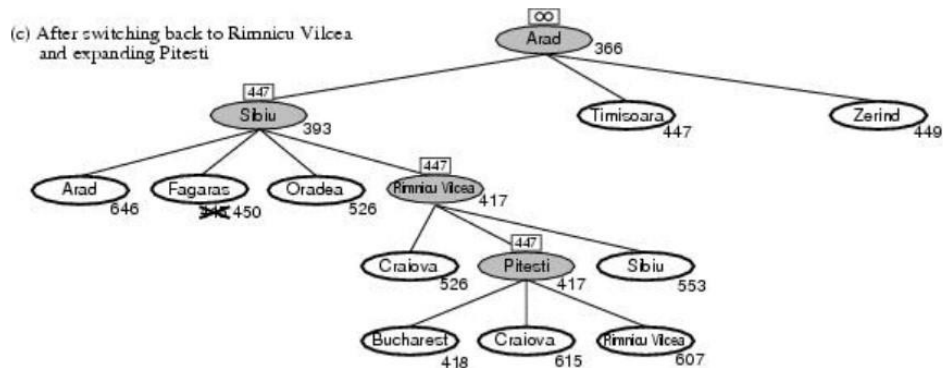 (c) After switching back to Rimnicu Vilcea
and expanding Pitesti
∞
Arad
366
447
Sibiu
393
Timisoara
447
Zerind
449
Arad
646
Fagaras
450
Oradea
526
447
Rimnicu Vilcea
417
Craiova
526
447
Pitesti
417
Sibiu
553
Bucharest
418
Craiova
615
Rimnicu Vilcea
607